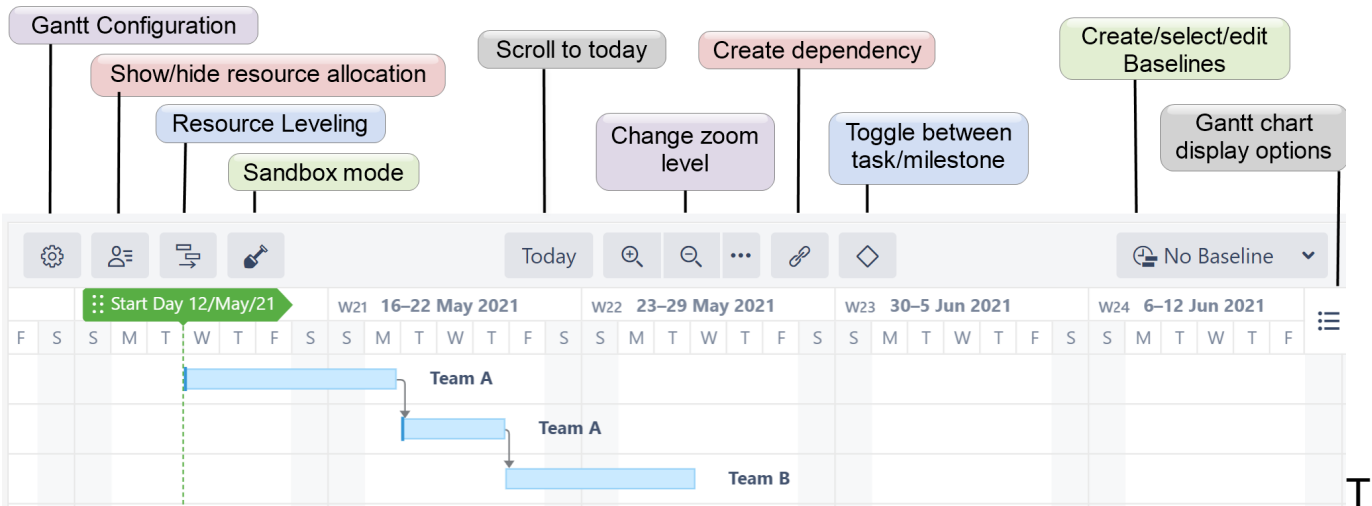 Gantt Configuration
Show/hide resource allocation
Resource Leveling
Sandbox mode
Scroll to today
Change zoom
level
Create dependency
Toggle between
task/milestone
Create/select/edit
Baselines
Gantt chart
display options
Today
No Baseline
Start Day 12/May/21
W21 16–22 May 2021
W22 23–29 May 2021
W23 30–5 Jun 2021
W24 6–12 Jun 2021
F S S M T W T F S S M T W T F S S M T W T F S S M T W T F S S M T W T F
Team A
Team A
Team B
T